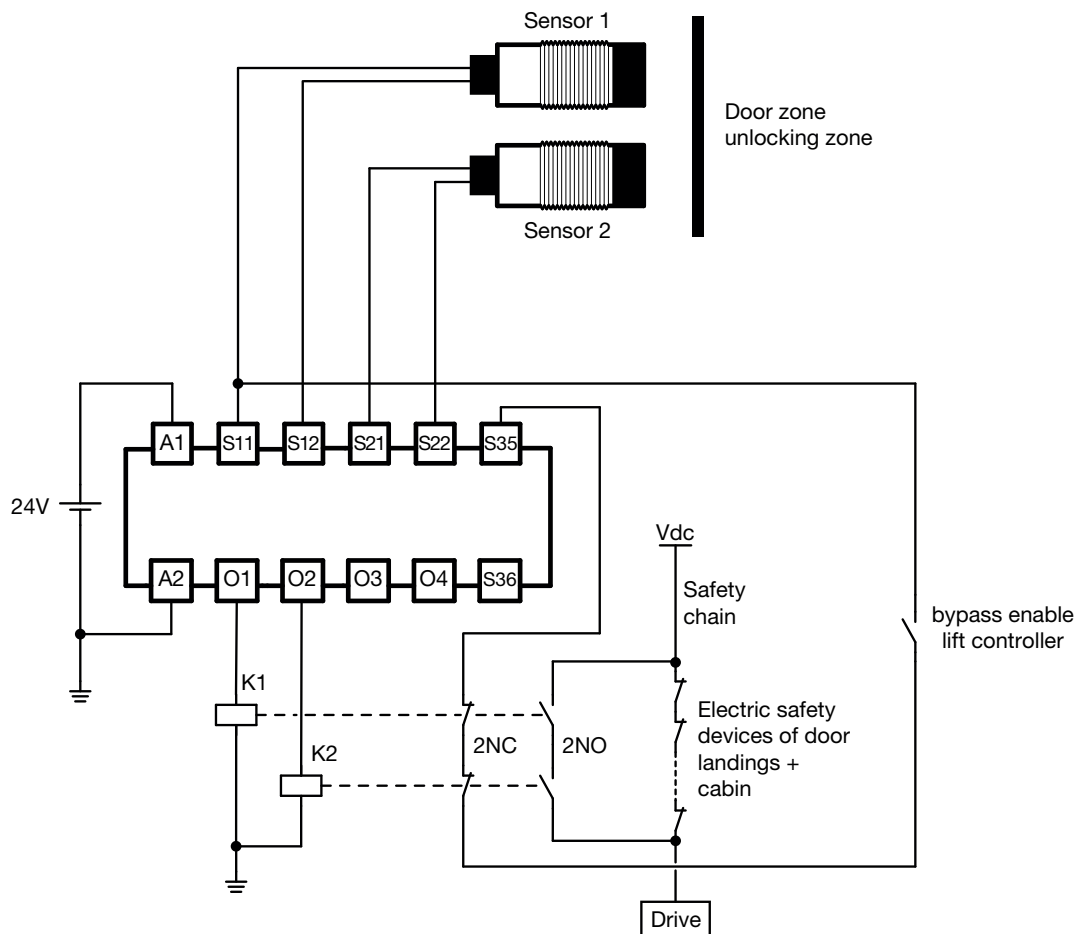 Sensor 1
Door zone
unlocking zone
Sensor 2
A1
S11
S12
S21
S22
S35
24V
A2
O1
O2
O3
O4
S36
Vdc
Safety
chain
bypass enable
lift controller
K1
K2
2NC
2NO
Electric safety
devices of door
landings +
cabin
Drive